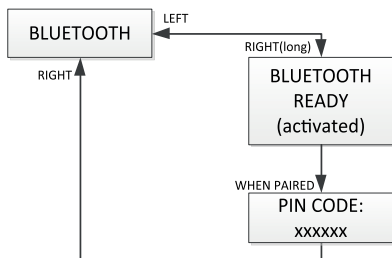 LEFT
BLUETOOTH
RIGHT(long)
RIGHT
BLUETOOTH
READY
(activated)
WHEN PAIRED
PIN CODE:
xxxxxx